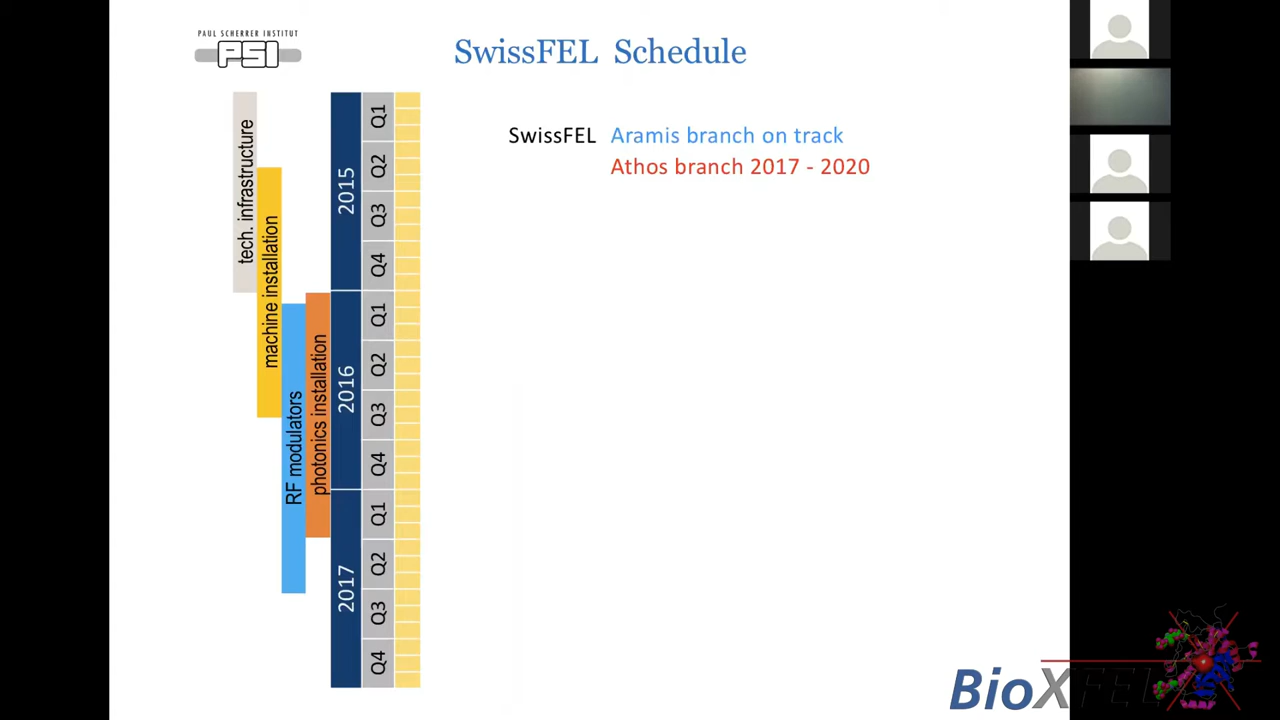 PAUL SCHERRER INSTITUT
PSI
SwissFEL Schedule
SwissFEL Aramis branch on track
Athos branch 2017 - 2020
tech. infrastructure
machine installation
RF modulators
photonics installation
2015
Q1
Q2
Q3
Q4
2016
Q1
Q2
Q3
Q4
2017
Q1
Q2
Q3
Q4
BioXFEL